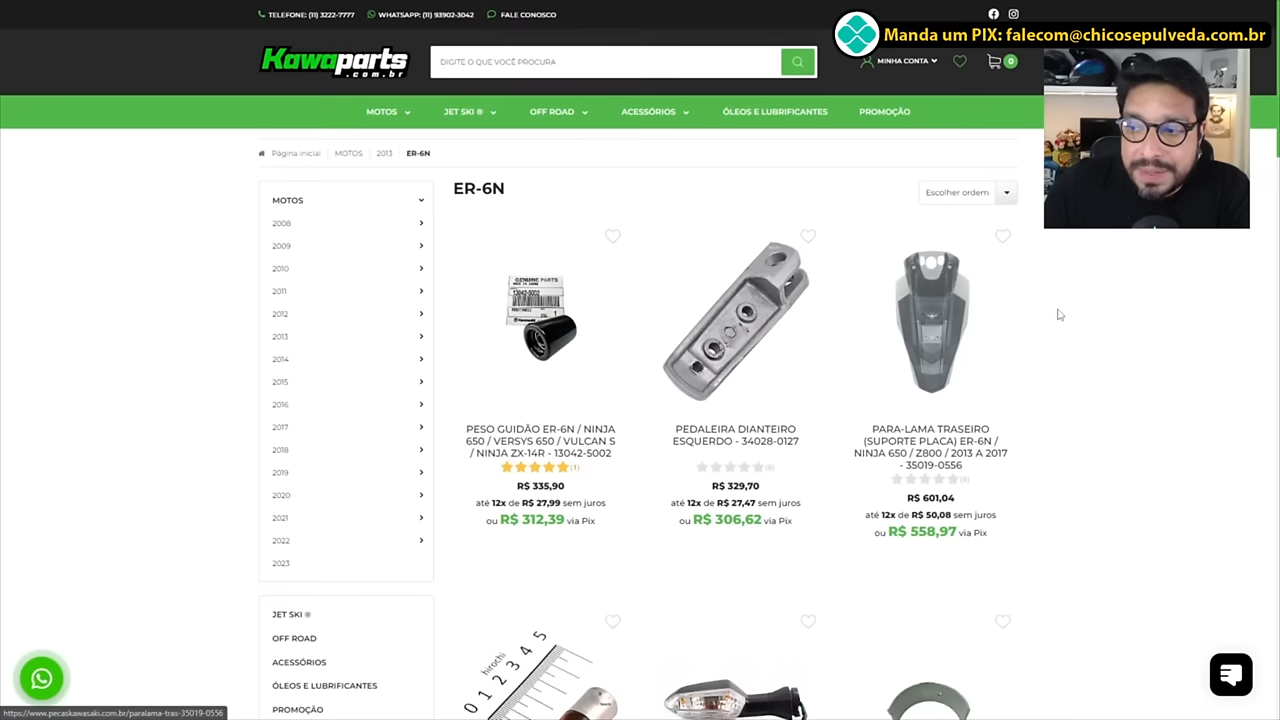 TELEFONE: (11) 3222-7777
WHATSAPP: (11) 93902-3042
FALE CONOSCO
Manda um PIX: falecom@chicosepulveda.com.br
Kawaparts
.com.br
DIGITE O QUE VOCÊ PROCURA
MINHA CONTA
0
MOTOS
JET SKI ®
OFF ROAD
ACESSÓRIOS
ÓLEOS E LUBRIFICANTES
PROMOÇÃO
Página inicial
MOTOS
2013
ER-6N
MOTOS
2008
2009
2010
2011
2012
2013
2014
2015
2016
2017
2018
2019
2020
2021
2022
2023
JET SKI ®
OFF ROAD
ACESSÓRIOS
ÓLEOS E LUBRIFICANTES
PROMOÇÃO
ER-6N
Escolher ordem
GENUINE PARTS
13042-5002
PESO GUIDÃO ER-6N / NINJA
650 / VERSYS 650 / VULCAN S
/ NINJA ZX-14R - 13042-5002
(1)
R$ 335,90
até 12x de R$ 27,99 sem juros
ou R$ 312,39 via Pix
PEDALEIRA DIANTEIRO
ESQUERDO - 34028-0127
(0)
R$ 329,70
até 12x de R$ 27,47 sem juros
ou R$ 306,62 via Pix
PARA-LAMA TRASEIRO
(SUPORTE PLACA) ER-6N /
NINJA 650 / Z800 / 2013 A 2017
- 35019-0556
(0)
R$ 601,04
até 12x de R$ 50,08 sem juros
ou R$ 558,97 via Pix
hirochi
0 1 2 3 4 5
https://www.pecaskawasaki.com.br/paralama-tras-35019-0556